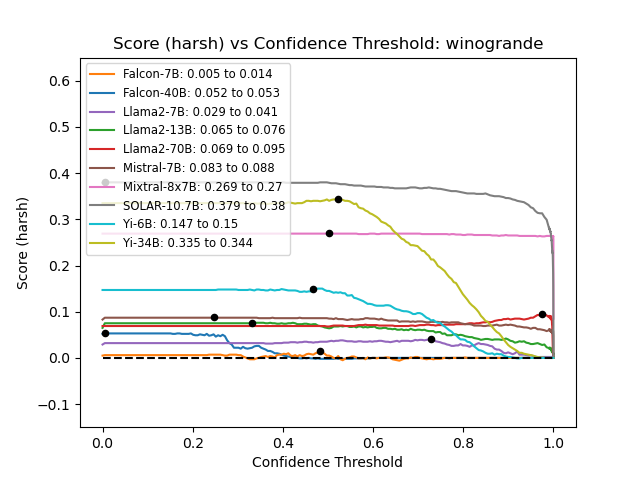 Score (harsh) vs Confidence Threshold: winogrande
Score (harsh)
0.6
0.5
0.4
0.3
0.2
0.1
0.0
−0.1
Falcon-7B: 0.005 to 0.014
Falcon-40B: 0.052 to 0.053
Llama2-7B: 0.029 to 0.041
Llama2-13B: 0.065 to 0.076
Llama2-70B: 0.069 to 0.095
Mistral-7B: 0.083 to 0.088
Mixtral-8x7B: 0.269 to 0.27
SOLAR-10.7B: 0.379 to 0.38
Yi-6B: 0.147 to 0.15
Yi-34B: 0.335 to 0.344
0.0 0.2 0.4 0.6 0.8 1.0
Confidence Threshold